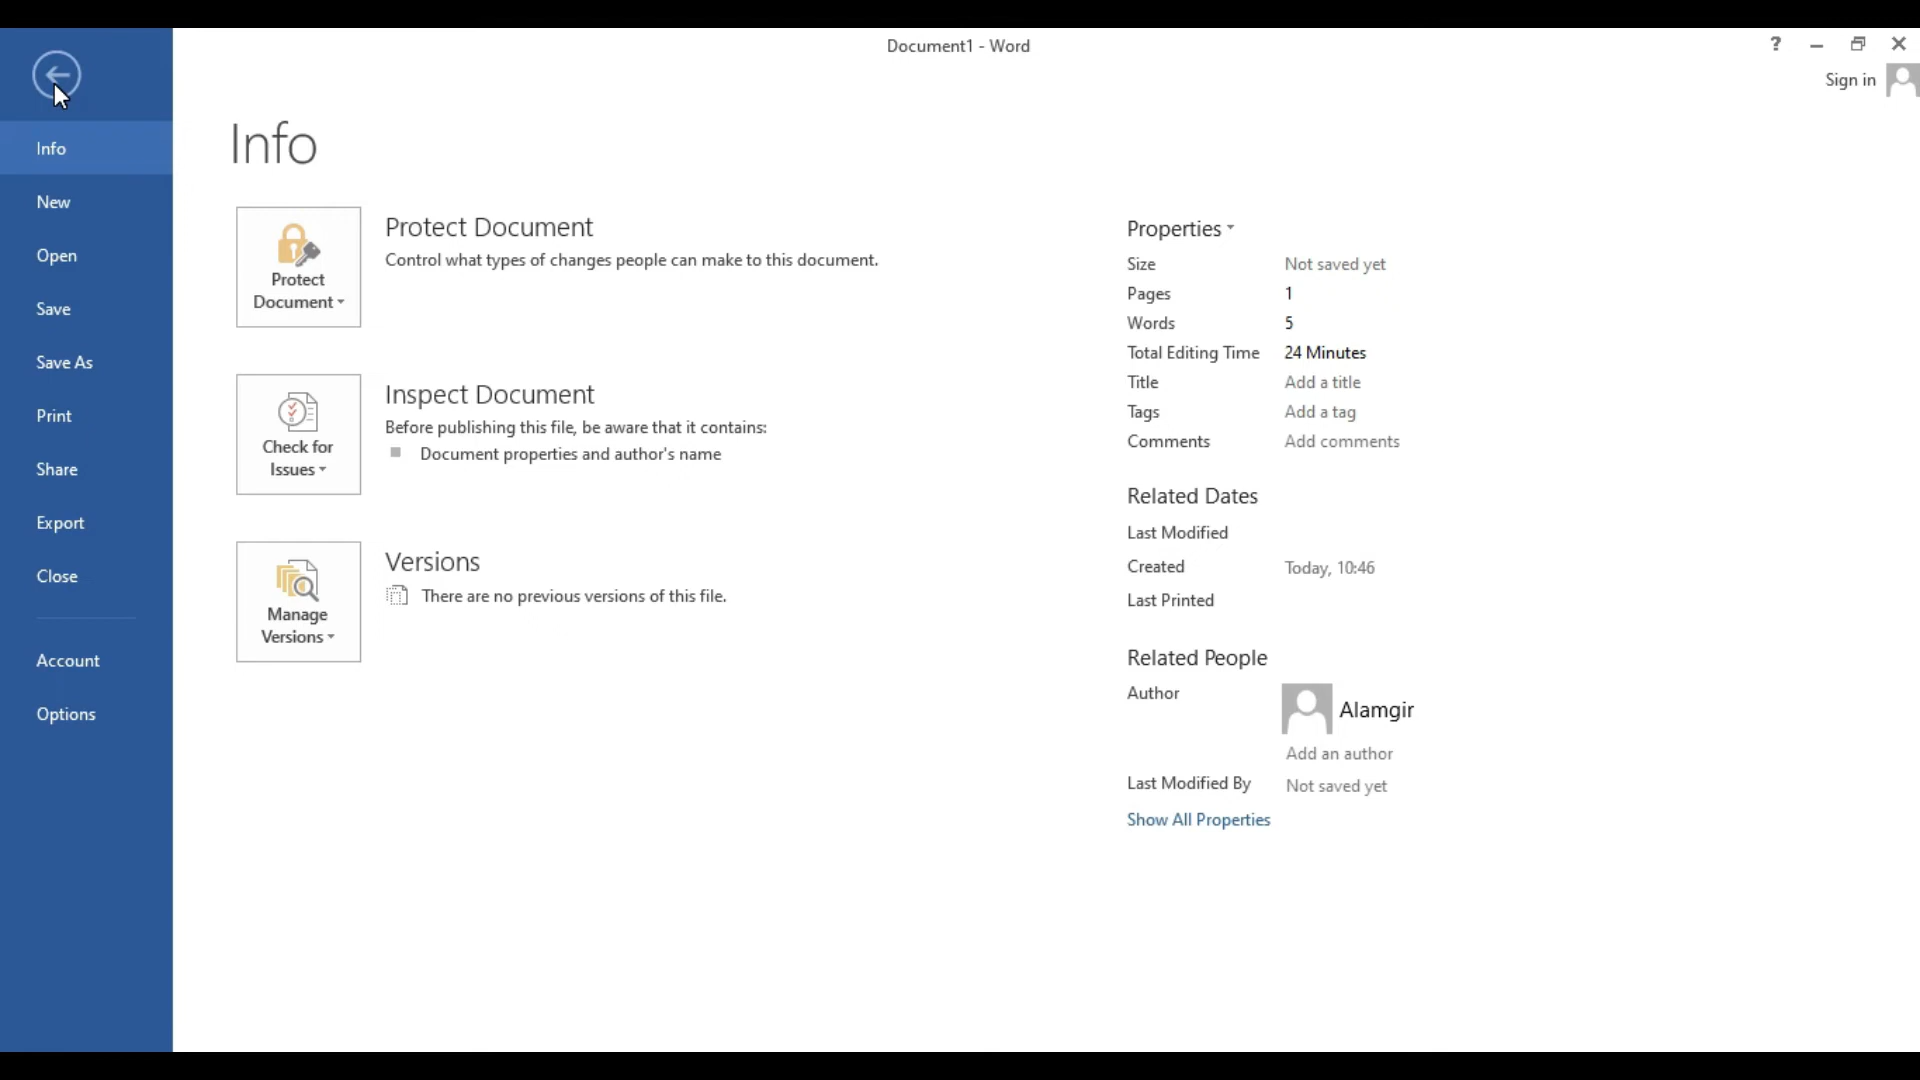 Document1 - Word
?
Sign in
Info
New
Open
Save
Save As
Print
Share
Export
Close
Account
Options
Info
Protect
Document
Protect Document
Control what types of changes people can make to this document.
Check for
Issues
Inspect Document
Before publishing this file, be aware that it contains:
Document properties and author's name
Manage
Versions
Versions
There are no previous versions of this file.
Properties
Size Not saved yet
Pages 1
Words 5
Total Editing Time 24 Minutes
Title Add a title
Tags Add a tag
Comments Add comments
Related Dates
Last Modified
Created Today, 10:46
Last Printed
Related People
Author Alamgir
Add an author
Last Modified By Not saved yet
Show All Properties